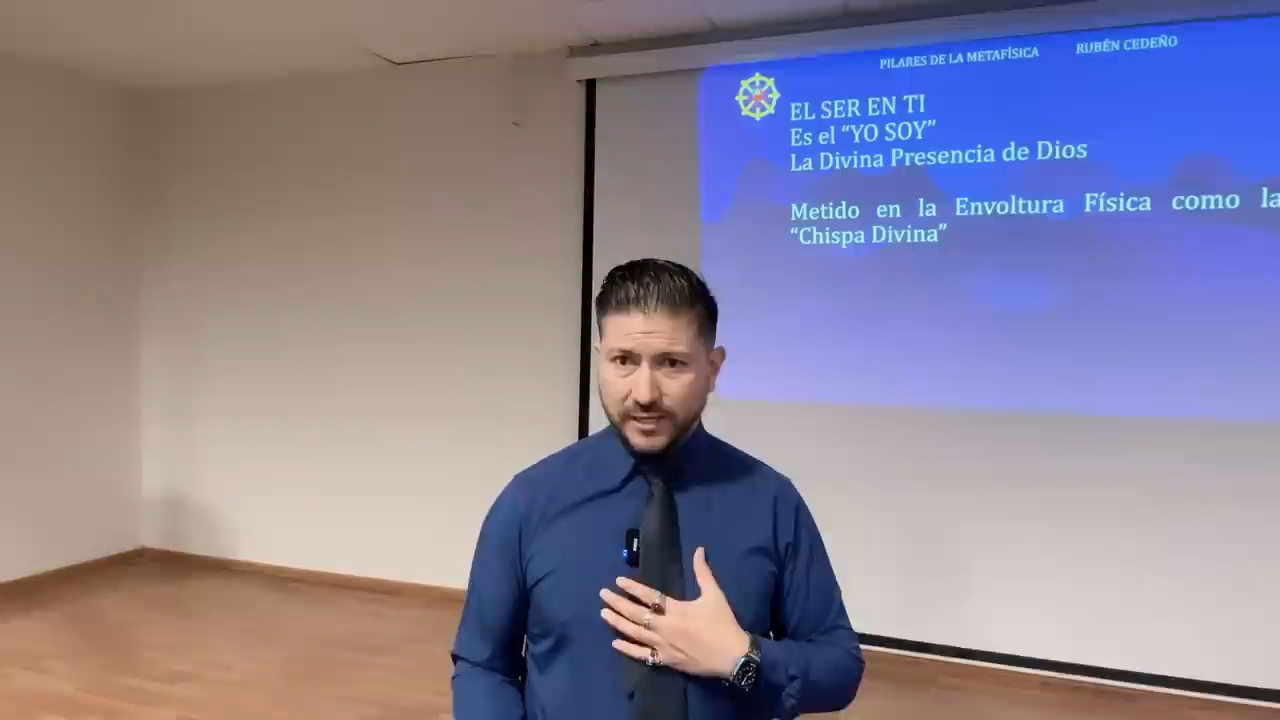 PILARES DE LA METAFÍSICA RUBÉN CEDEÑO
EL SER EN TI
Es el “YO SOY”
La Divina Presencia de Dios
Metido en la Envoltura Física como la
“Chispa Divina”